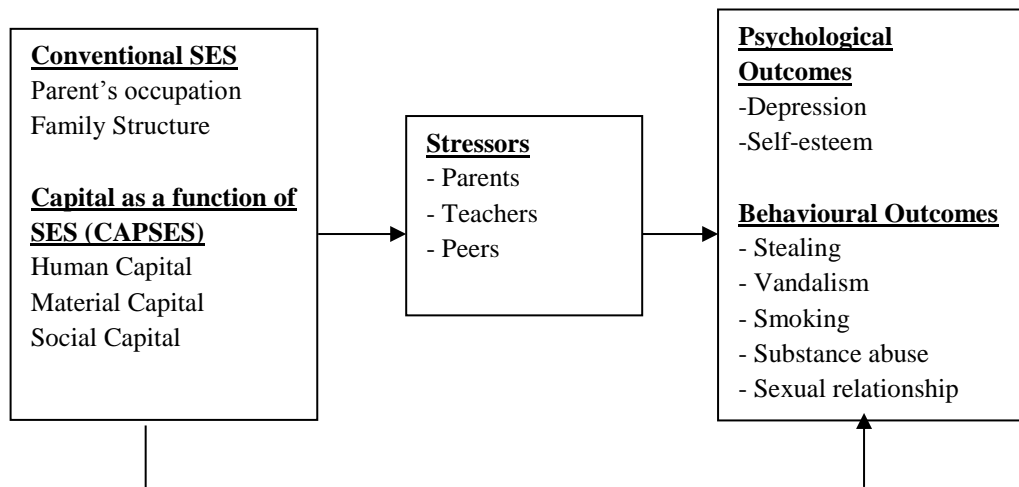 Conventional SES
Parent’s occupation
Family Structure
Capital as a function of
SES (CAPSES)
Human Capital
Material Capital
Social Capital
Stressors
- Parents
- Teachers
- Peers
Psychological
Outcomes
-Depression
-Self-esteem
Behavioural Outcomes
- Stealing
- Vandalism
- Smoking
- Substance abuse
- Sexual relationship